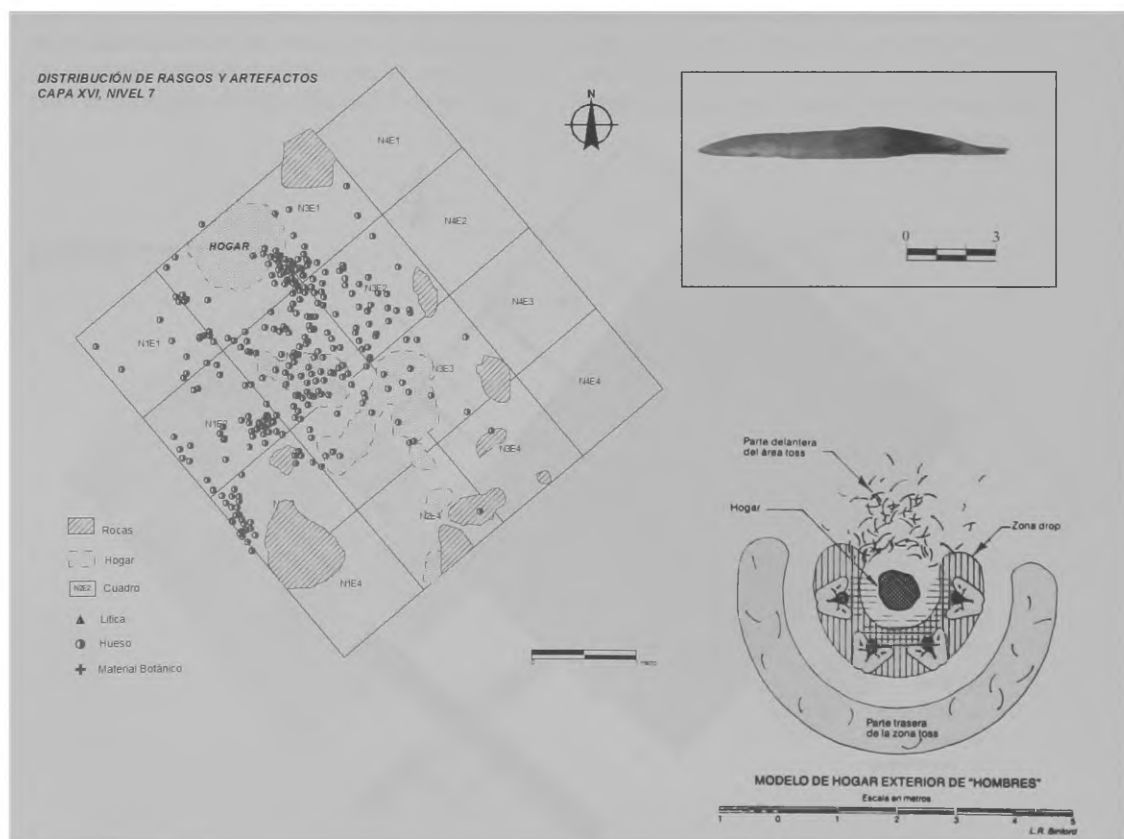 DISTRIBUCIÓN DE RASGOS Y ARTEFACTOS
CAPA XVI, NIVEL 7
N
N4E1
N3E1
N4E2
HOGAR
N3E2
N4E3
N1E1
N3E3
N4E4
N3E4
N2E4
N1E4
Rocas
Hogar
N2E2 Cuadro
Lítica
Hueso
Material Botánico
0 3
Parte delantera
del área toss
Hogar
Zona drop
Parte trasera
de la zona toss
MODELO DE HOGAR EXTERIOR DE "HOMBRES"
Escala en metros
1 0 1 2 3 4 5
L.R. Binford